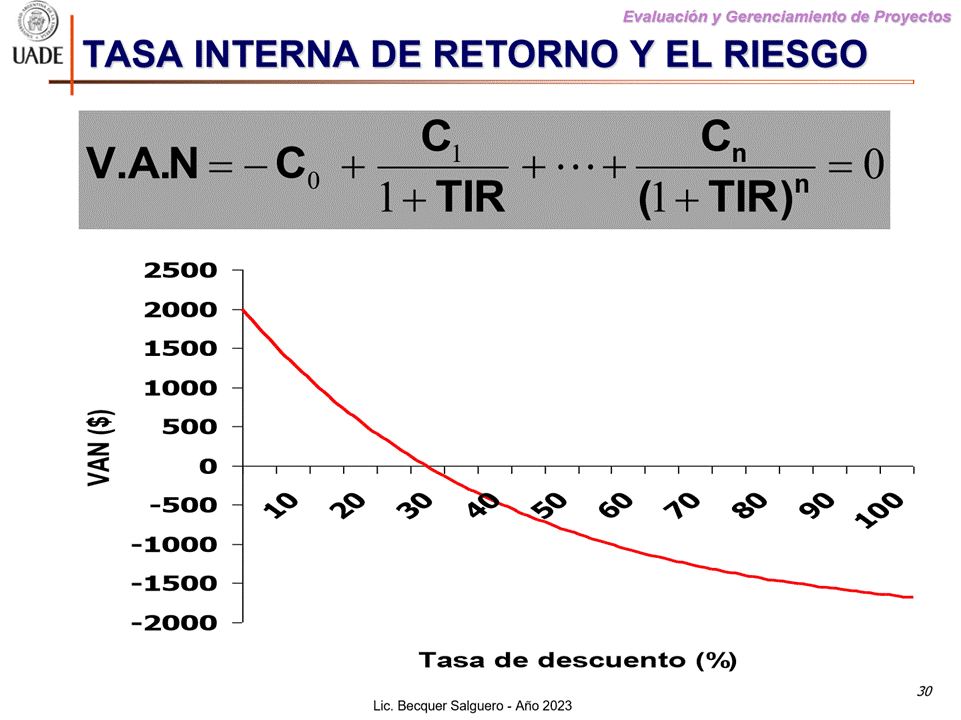 Evaluación y Gerenciamiento de Proyectos
UADE
TASA INTERNA DE RETORNO Y EL RIESGO
V.A.N = − C₀ + C₁ / (1 + TIR) + ⋯ + Cₙ / (1 + TIR)ⁿ = 0
2500
2000
1500
1000
500
0
-500
-1000
-1500
-2000
VAN ($)
10 20 30 40 50 60 70 80 90 100
Tasa de descuento (%)
30
Lic. Becquer Salguero - Año 2023